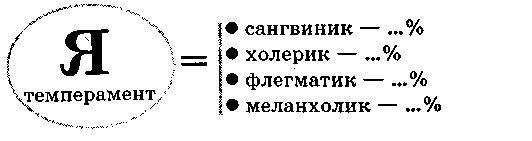 Я
темперамент
=
● сангвиник — ...%
● холерик — ...%
● флегматик — ...%
● меланхолик — ...%